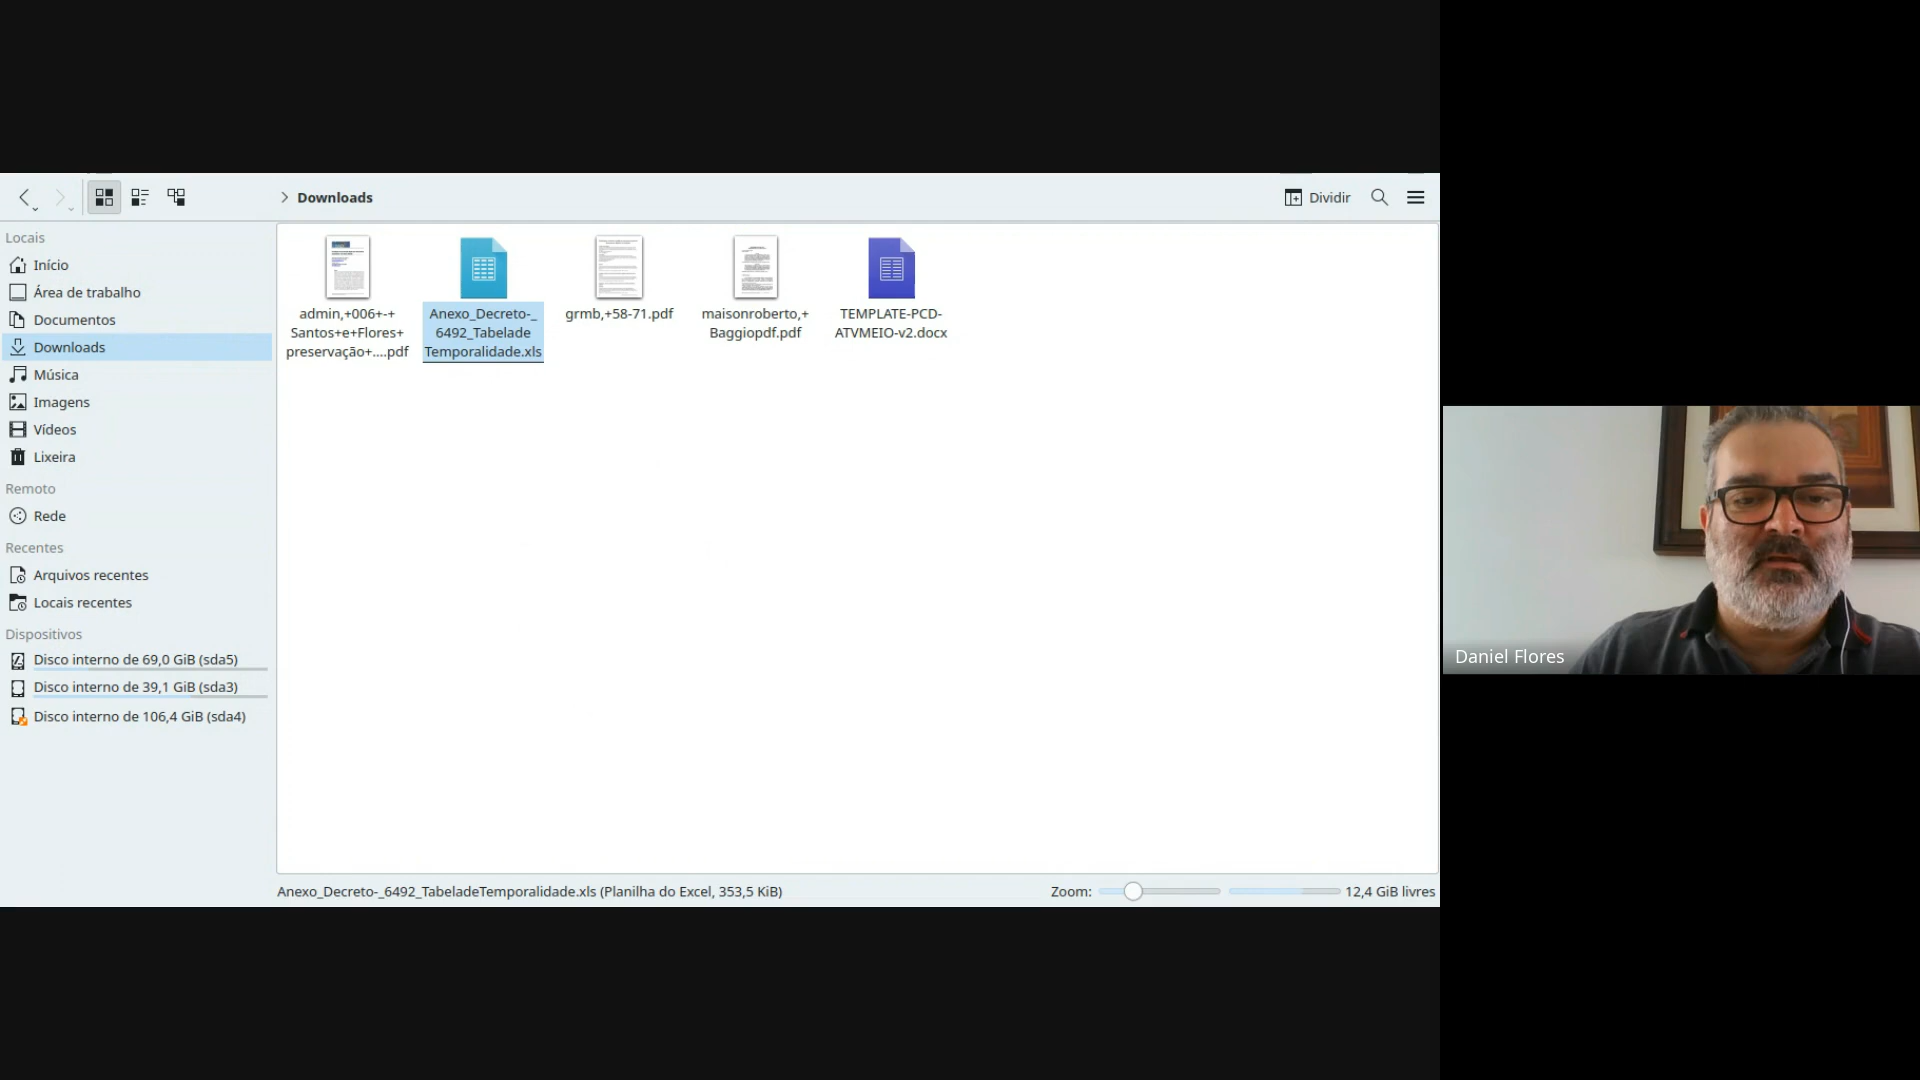 Downloads
Dividir
Locais
Início
Área de trabalho
Documentos
Downloads
Música
Imagens
Vídeos
Lixeira
Remoto
Rede
Recentes
Arquivos recentes
Locais recentes
Dispositivos
Disco interno de 69,0 GiB (sda5)
Disco interno de 39,1 GiB (sda3)
Disco interno de 106,4 GiB (sda4)
admin,+006+-+
Santos+e+Flores+
preservação+....pdf
Anexo_Decreto-_
6492_Tabelade
Temporalidade.xls
grmb,+58-71.pdf
maisonroberto,+
Baggiopdf.pdf
TEMPLATE-PCD-
ATVMEIO-v2.docx
Anexo_Decreto-_6492_TabeladeTemporalidade.xls (Planilha do Excel, 353,5 KiB)
Zoom:
12,4 GiB livres
Daniel Flores